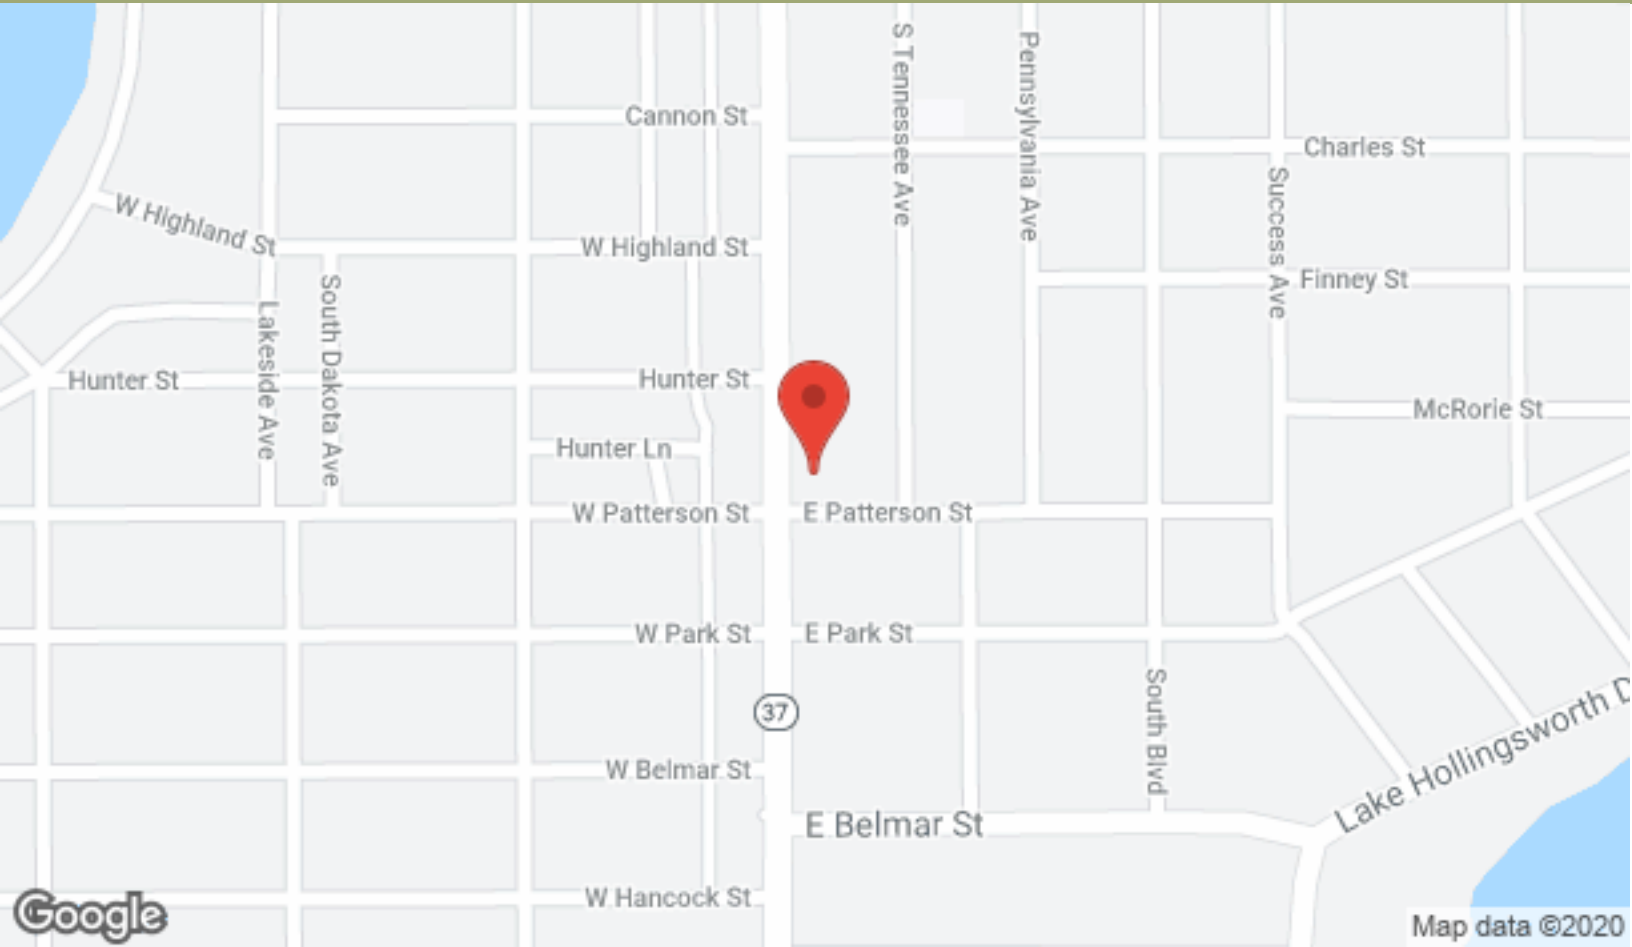 S Tennessee Ave
Pennsylvania Ave
Cannon St
Charles St
W Highland St
W Highland St
Success Ave
Finney St
Lakeside Ave
South Dakota Ave
Hunter St
Hunter St
McRorie St
Hunter Ln
W Patterson St
E Patterson St
W Park St
E Park St
37
South Blvd
W Belmar St
Lake Hollingsworth D
E Belmar St
W Hancock St
Google
Map data ©2020